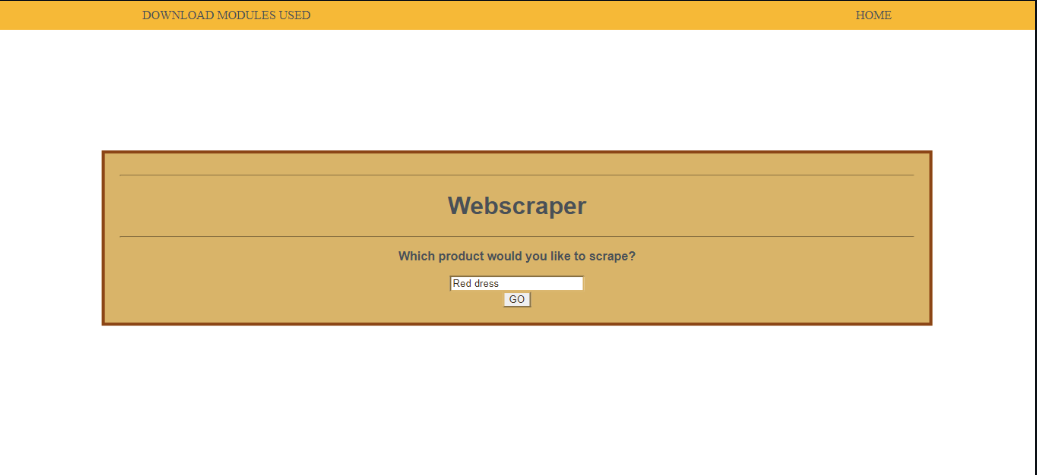 DOWNLOAD MODULES USED HOME
Webscraper
Which product would you like to scrape?
Red dress
GO